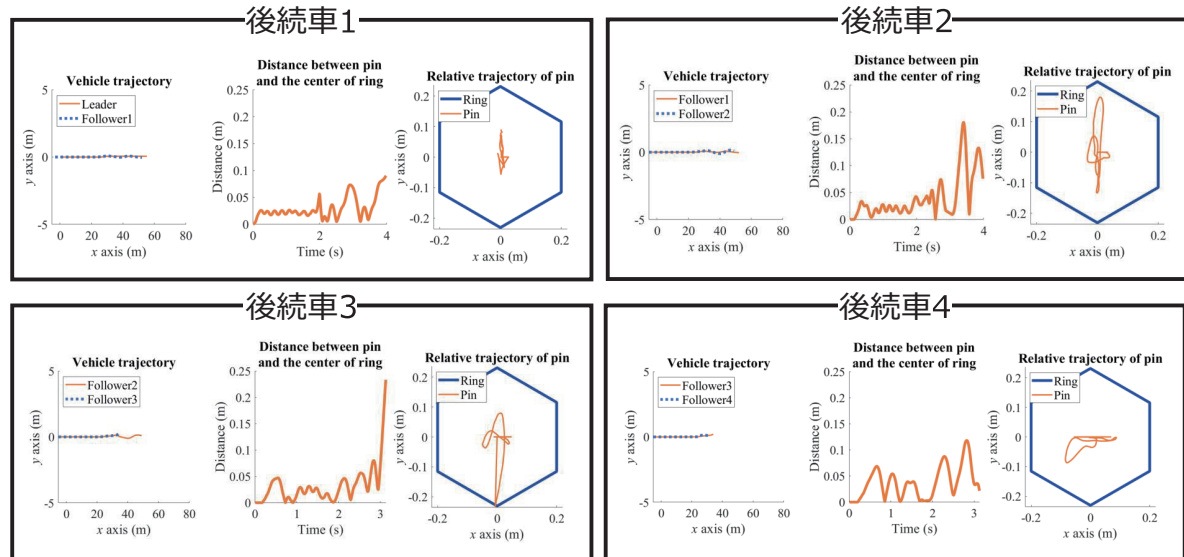 後続車1
Vehicle trajectory
5
Leader
Follower1
0
-5
0 20 40 60 80
y axis (m)
x axis (m)
Distance between pin
and the center of ring
0.25
0.2
0.15
0.1
0.05
0
0 2 4
Distance (m)
Time (s)
Relative trajectory of pin
Ring
Pin
0.2
0.1
0
-0.1
-0.2
-0.2 0 0.2
y axis (m)
x axis (m)
後続車2
Vehicle trajectory
5
Follower1
Follower2
0
-5
0 20 40 60 80
y axis (m)
x axis (m)
Distance between pin
and the center of ring
0.25
0.2
0.15
0.1
0.05
0
0 2 4
Distance (m)
Time (s)
Relative trajectory of pin
Ring
Pin
0.2
0.1
0
-0.1
-0.2
-0.2 0 0.2
y axis (m)
x axis (m)
後続車3
Vehicle trajectory
5
Follower2
Follower3
0
-5
0 20 40 60 80
y axis (m)
x axis (m)
Distance between pin
and the center of ring
0.25
0.2
0.15
0.1
0.05
0
0 1 2 3
Distance (m)
Time (s)
Relative trajectory of pin
Ring
Pin
0.2
0.1
0
-0.1
-0.2
-0.2 0 0.2
y axis (m)
x axis (m)
後続車4
Vehicle trajectory
5
Follower3
Follower4
0
-5
0 20 40 60 80
y axis (m)
x axis (m)
Distance between pin
and the center of ring
0.25
0.2
0.15
0.1
0.05
0
0 1 2 3
Distance (m)
Time (s)
Relative trajectory of pin
Ring
Pin
0.2
0.1
0
-0.1
-0.2
-0.2 0 0.2
y axis (m)
x axis (m)